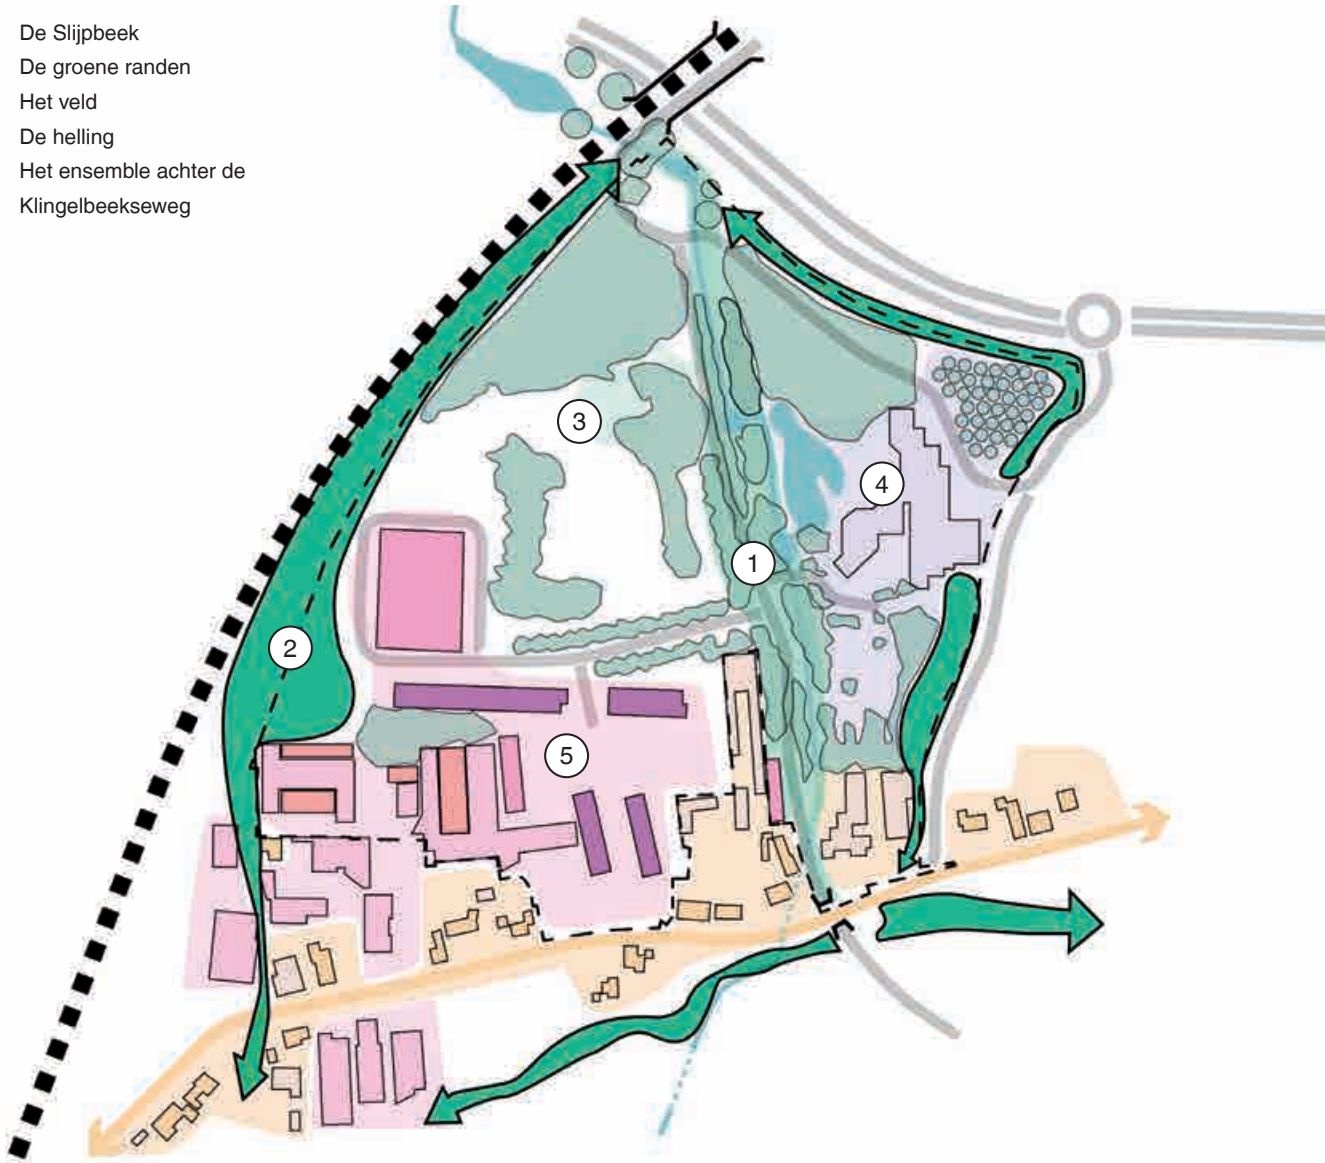 De Slijpbeek
De groene randen
Het veld
De helling
Het ensemble achter de
Klingelbeekseweg
3
4
1
2
5